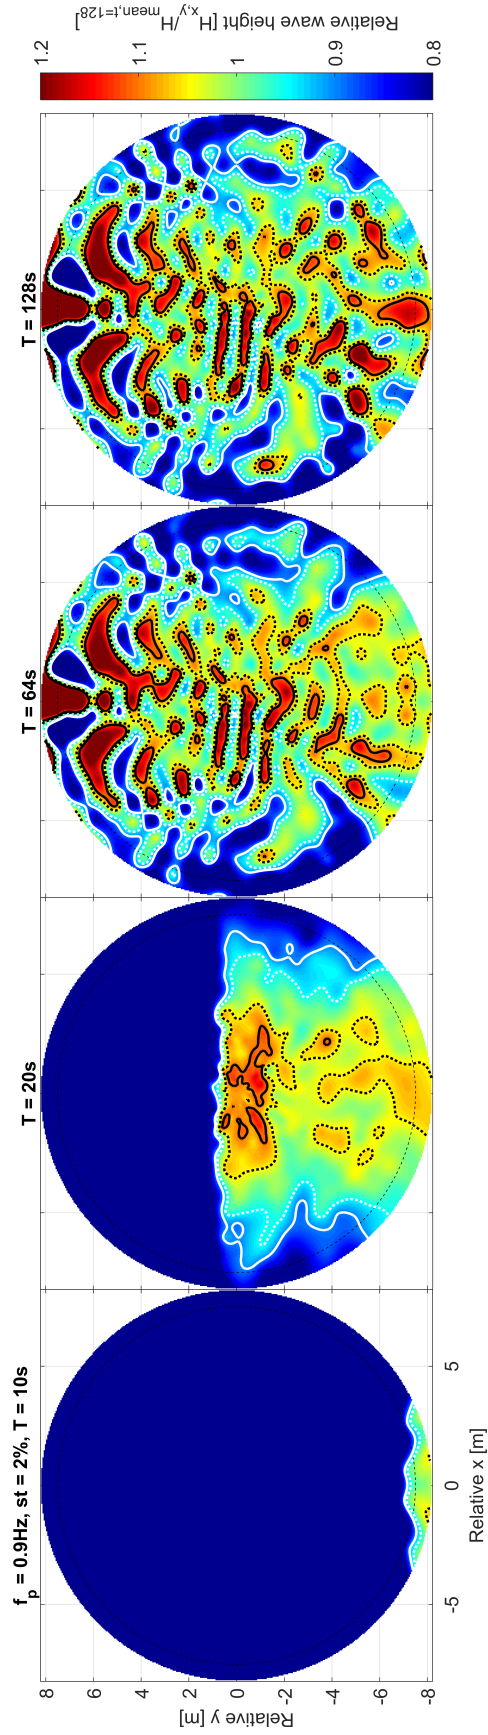 f_p = 0.9Hz, st = 2%, T = 10s
T = 20s
T = 64s
T = 128s
Relative y [m]
8
6
4
2
0
-2
-4
-6
-8
-5
0
5
Relative x [m]
1.2
1.1
1
0.9
0.8
Relative wave height [H_x,y/H_mean,t=128]